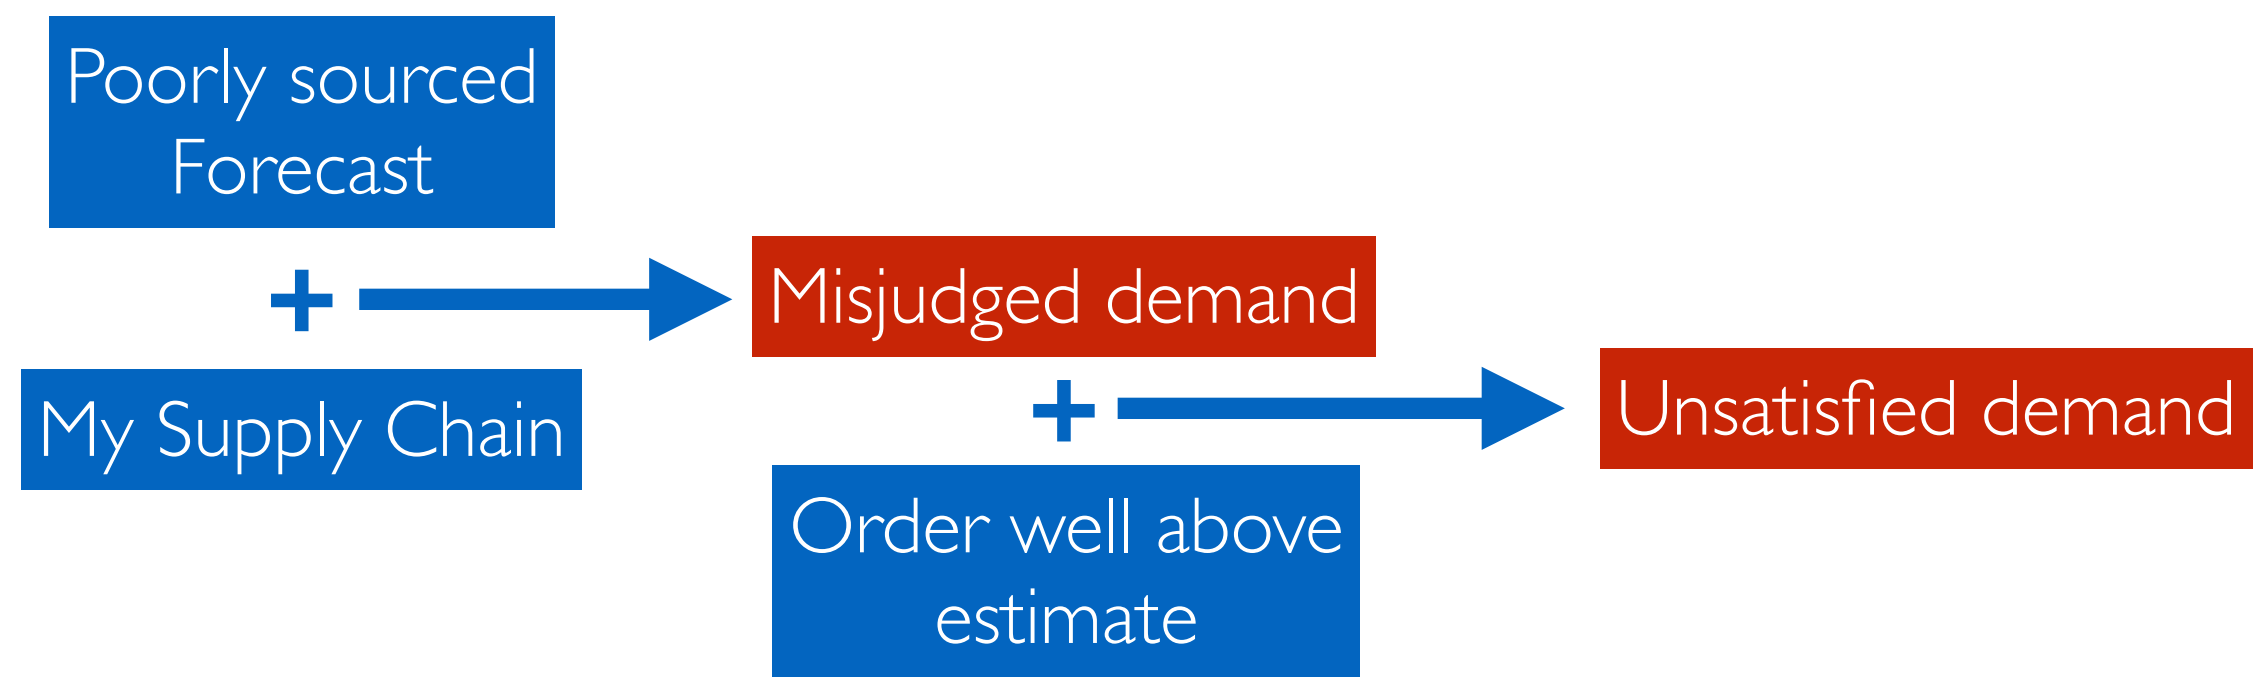 Poorly sourced
Forecast
+
My Supply Chain
Misjudged demand
+
Order well above
estimate
Unsatisfied demand